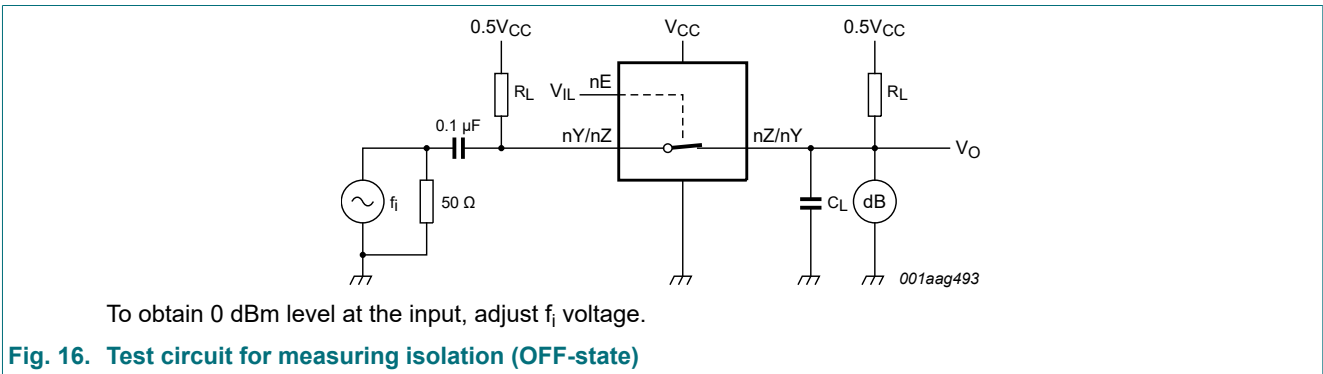 0.5VCC VCC 0.5VCC
RL VIL nE RL
0.1 µF nY/nZ nZ/nY VO
fi 50 Ω CL dB
001aag493
To obtain 0 dBm level at the input, adjust fi voltage.
Fig. 16. Test circuit for measuring isolation (OFF-state)